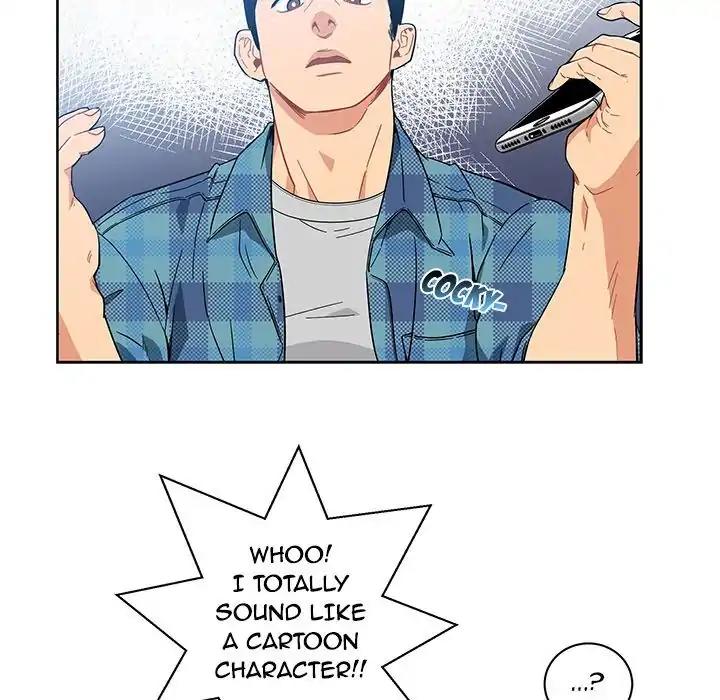 COCKY-
WHOO!
I TOTALLY
SOUND LIKE
A CARTOON
CHARACTER!!
...?